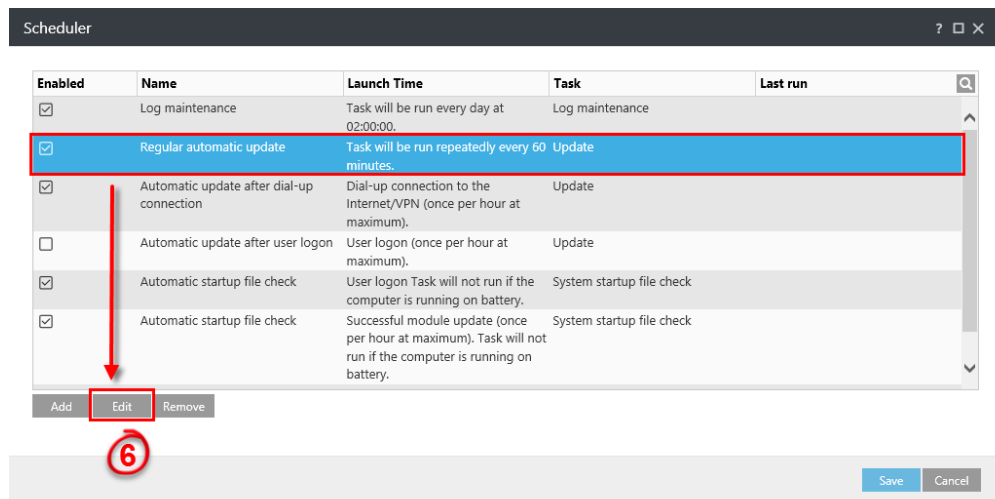 Scheduler
?
Enabled Name Launch Time Task Last run
Log maintenance Task will be run every day at Log maintenance
02:00:00.
Regular automatic update Task will be run repeatedly every 60 Update
minutes.
Automatic update after dial-up Dial-up connection to the Update
connection Internet/VPN (once per hour at
maximum).
Automatic update after user logon User logon (once per hour at Update
maximum).
Automatic startup file check User logon Task will not run if the System startup file check
computer is running on battery.
Automatic startup file check Successful module update (once System startup file check
per hour at maximum). Task will not
run if the computer is running on
battery.
Add Edit Remove
6
Save Cancel